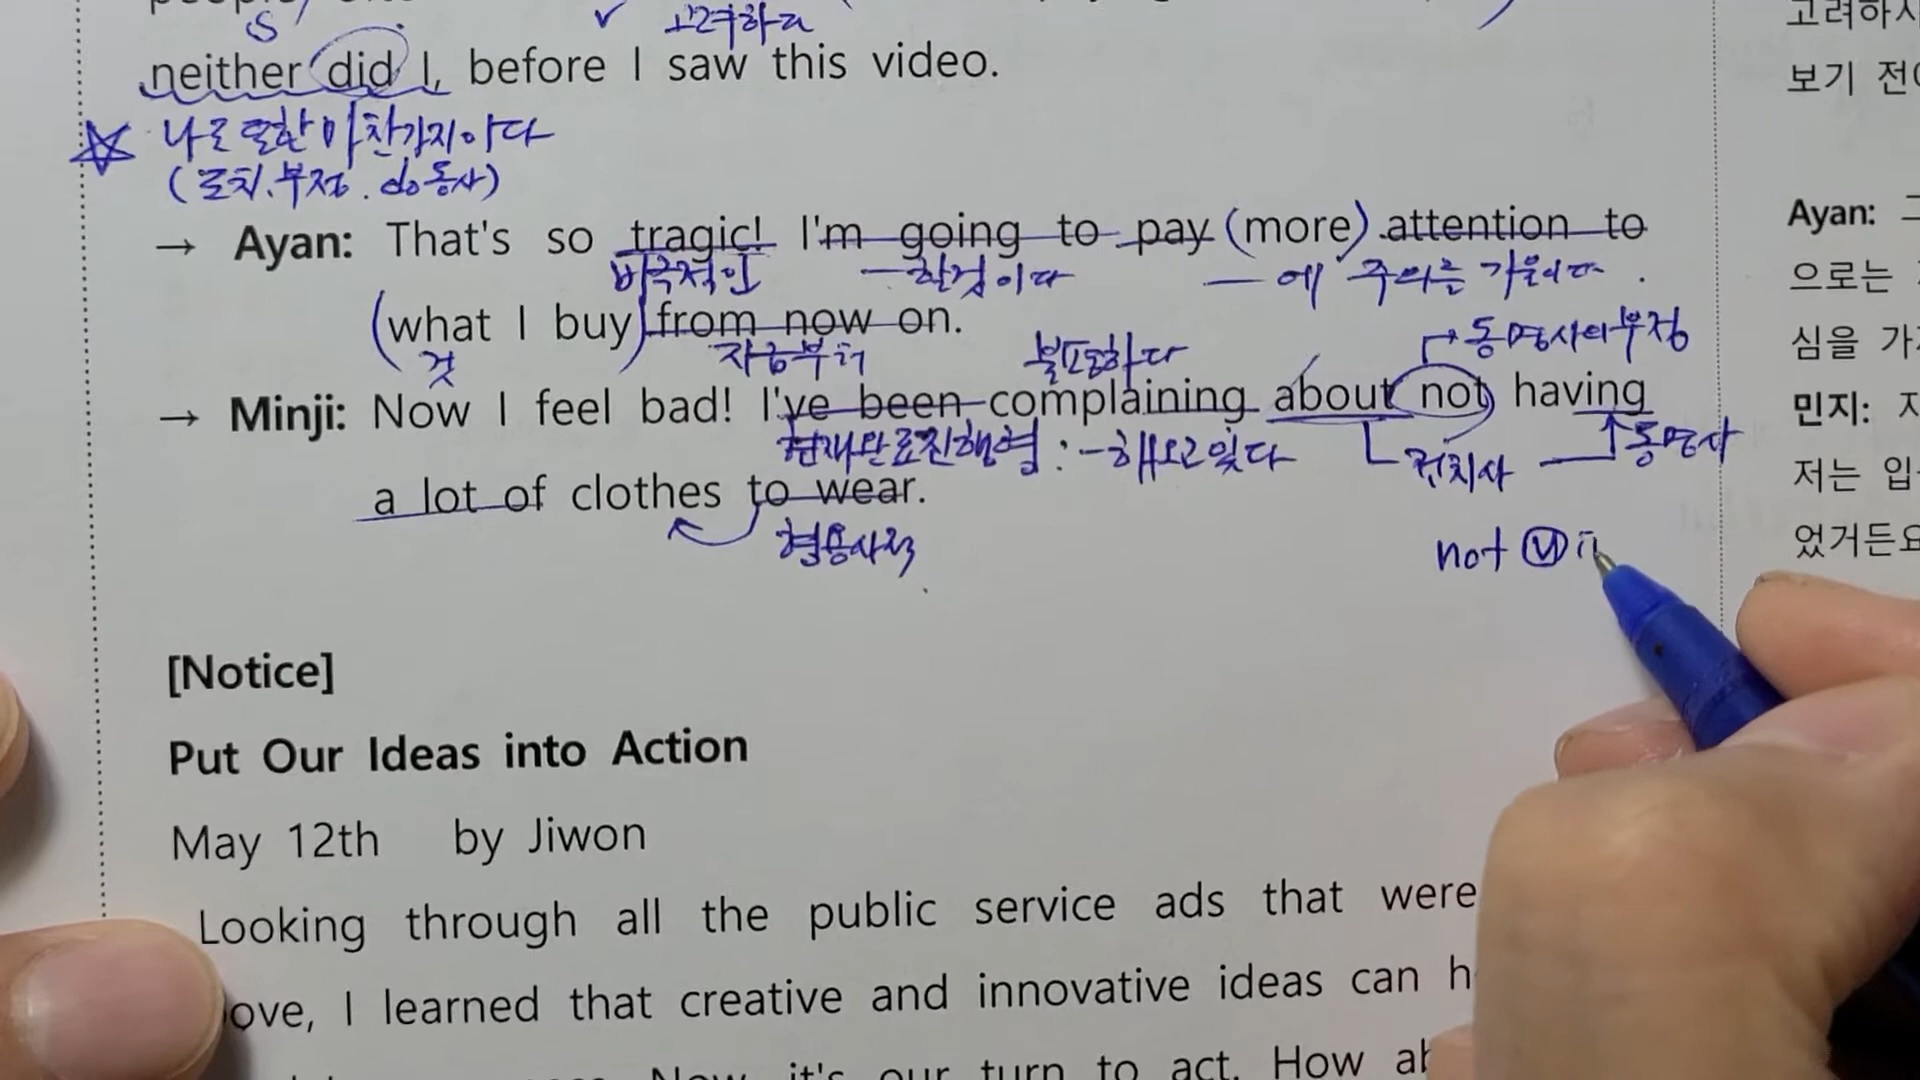 고려하다
neither did I, before I saw this video.
나도 또한 마찬가지이다
(도치.부정. do동사)
→ Ayan: That's so tragic! I'm going to pay (more) attention to
비극적인 ―할것이다 ―에 주의를 기울이다.
(what I buy) from now on.
것 지금부터 불평하다 동명사의부정
→ Minji: Now I feel bad! I've been complaining about not having
현재완료진행형 : ―해오고 있다 전치사 동명사
a lot of clothes to wear.
형용사적
not Ⓥ
[Notice]
Put Our Ideas into Action
May 12th by Jiwon
Looking through all the public service ads that were
ove, I learned that creative and innovative ideas can h
Now it's our turn to act. How
보기 전
Ayan: 그
으로는
심을 가
민지: 지
저는 입
었거든요